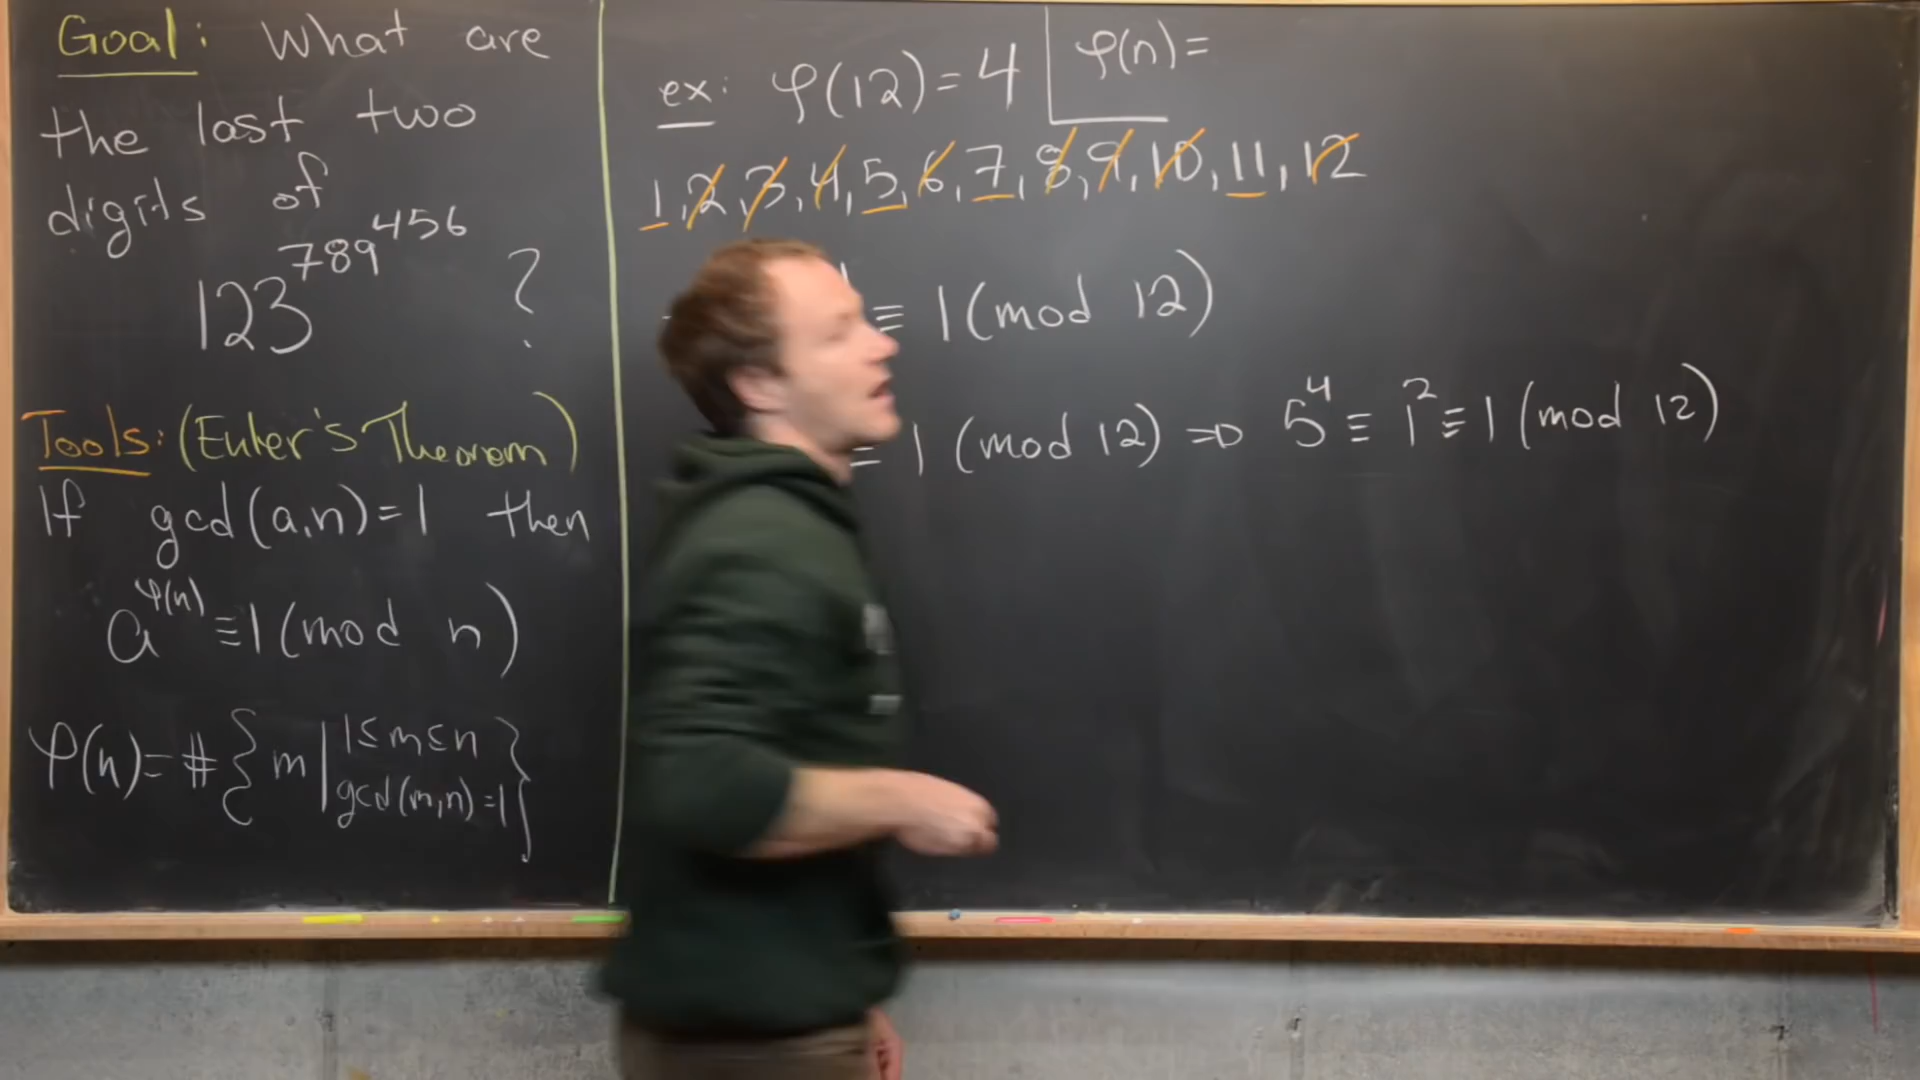 Goal: What are
the last two
digits of
123^789^456 ?
Tools: (Euler's Theorem)
If gcd(a,n)=1 then
a^φ(n) ≡ 1 (mod n)
φ(n) = # { m | 1≤m≤n gcd(m,n)=1 }
ex: φ(12)=4
φ(n)=
1, 2, 3, 4, 5, 6, 7, 8, 9, 10, 11, 12
≡ 1 (mod 12)
≡ 1 (mod 12) ⇒ 5^4 ≡ 1^2 ≡ 1 (mod 12)